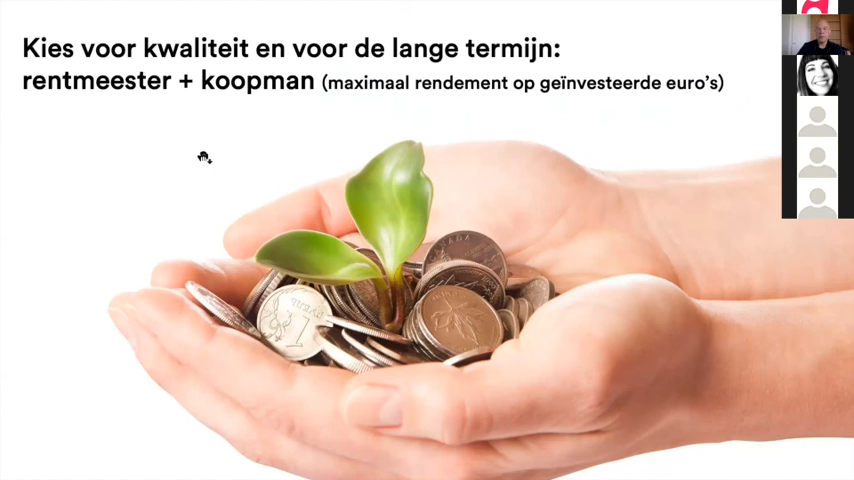 Kies voor kwaliteit en voor de lange termijn:
rentmeester + koopman (maximaal rendement op geïnvesteerde euro's)